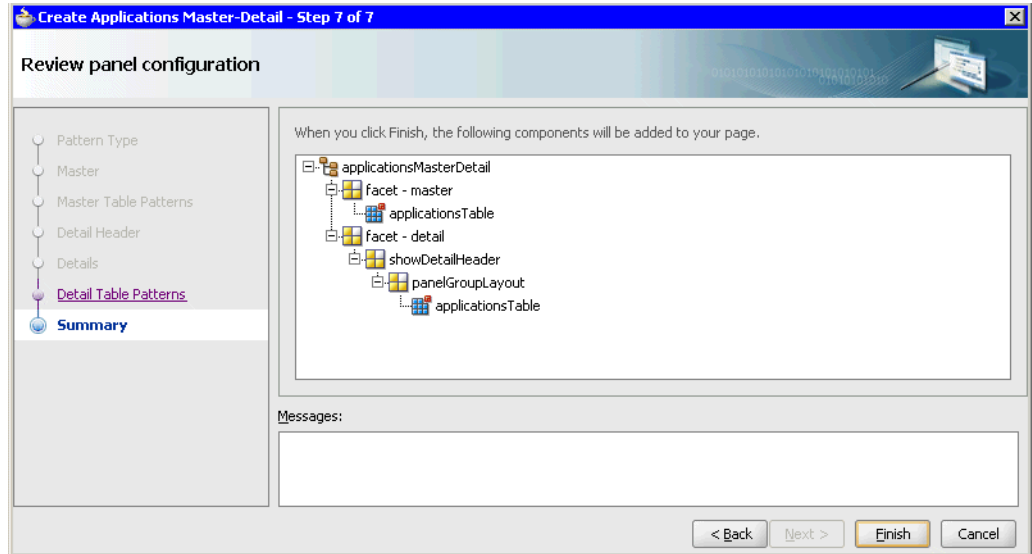 Create Applications Master-Detail - Step 7 of 7
Review panel configuration
Pattern Type
Master
Master Table Patterns
Detail Header
Details
Detail Table Patterns
Summary
When you click Finish, the following components will be added to your page.
applicationsMasterDetail
facet - master
applicationsTable
facet - detail
showDetailHeader
panelGroupLayout
applicationsTable
Messages:
< Back Next > Finish Cancel